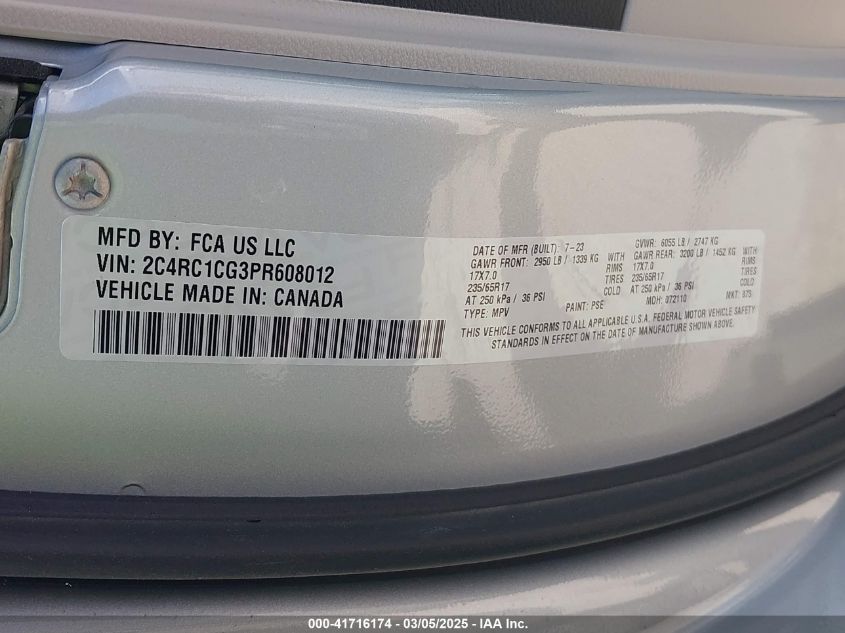 MFD BY: FCA US LLC
VIN: 2C4RC1CG3PR608012
VEHICLE MADE IN: CANADA
DATE OF MFR (BUILT): 7-23 GVWR: 6055 LB / 2747 KG
GAWR FRONT: 2950 LB / 1339 KG WITH GAWR REAR: 3200 LB / 1452 KG WITH
17X7.0 RIMS 17X7.0 RIMS
235/65R17 TIRES 235/65R17 TIRES
AT 250 kPa / 36 PSI COLD AT 250 kPa / 36 PSI COLD
TYPE: MPV PAINT: PSE MDH: 072110 MKT: 875
THIS VEHICLE CONFORMS TO ALL APPLICABLE U.S.A. FEDERAL MOTOR VEHICLE SAFETY
STANDARDS IN EFFECT ON THE DATE OF MANUFACTURE SHOWN ABOVE.
000-41716174 - 03/05/2025 - IAA Inc.